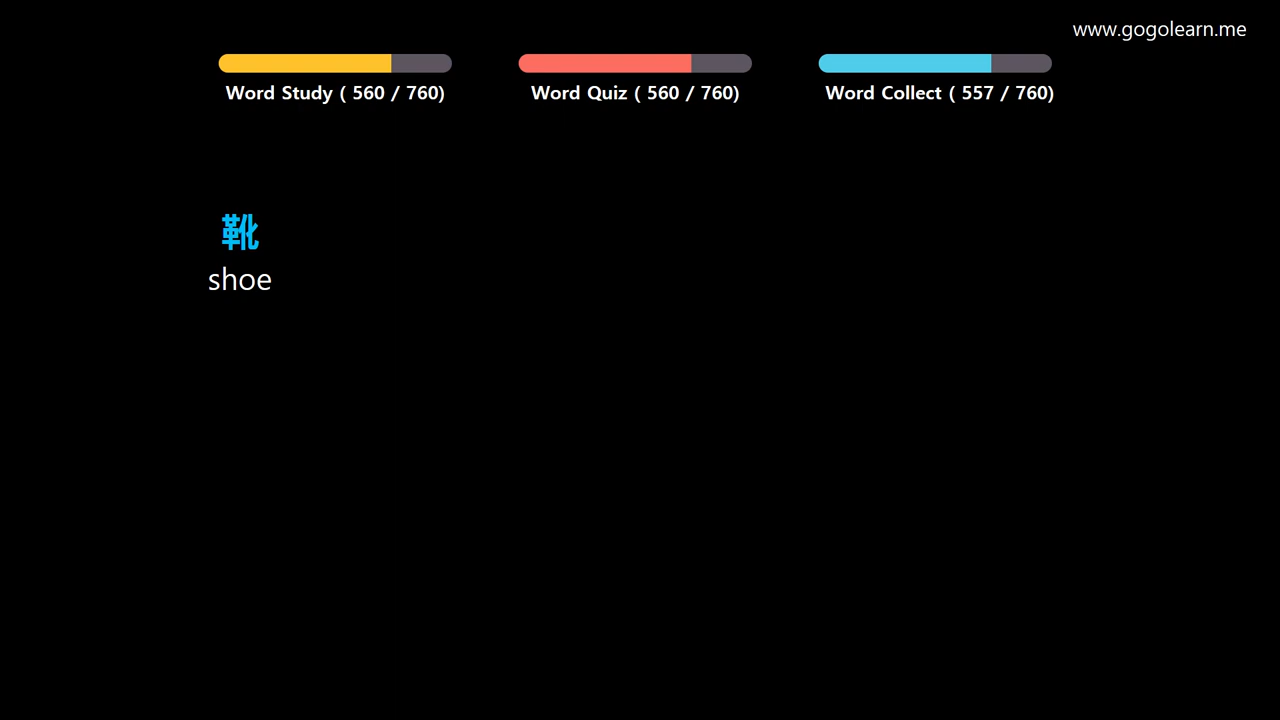 www.gogolearn.me
Word Study ( 560 / 760)
Word Quiz ( 560 / 760)
Word Collect ( 557 / 760)
靴
shoe